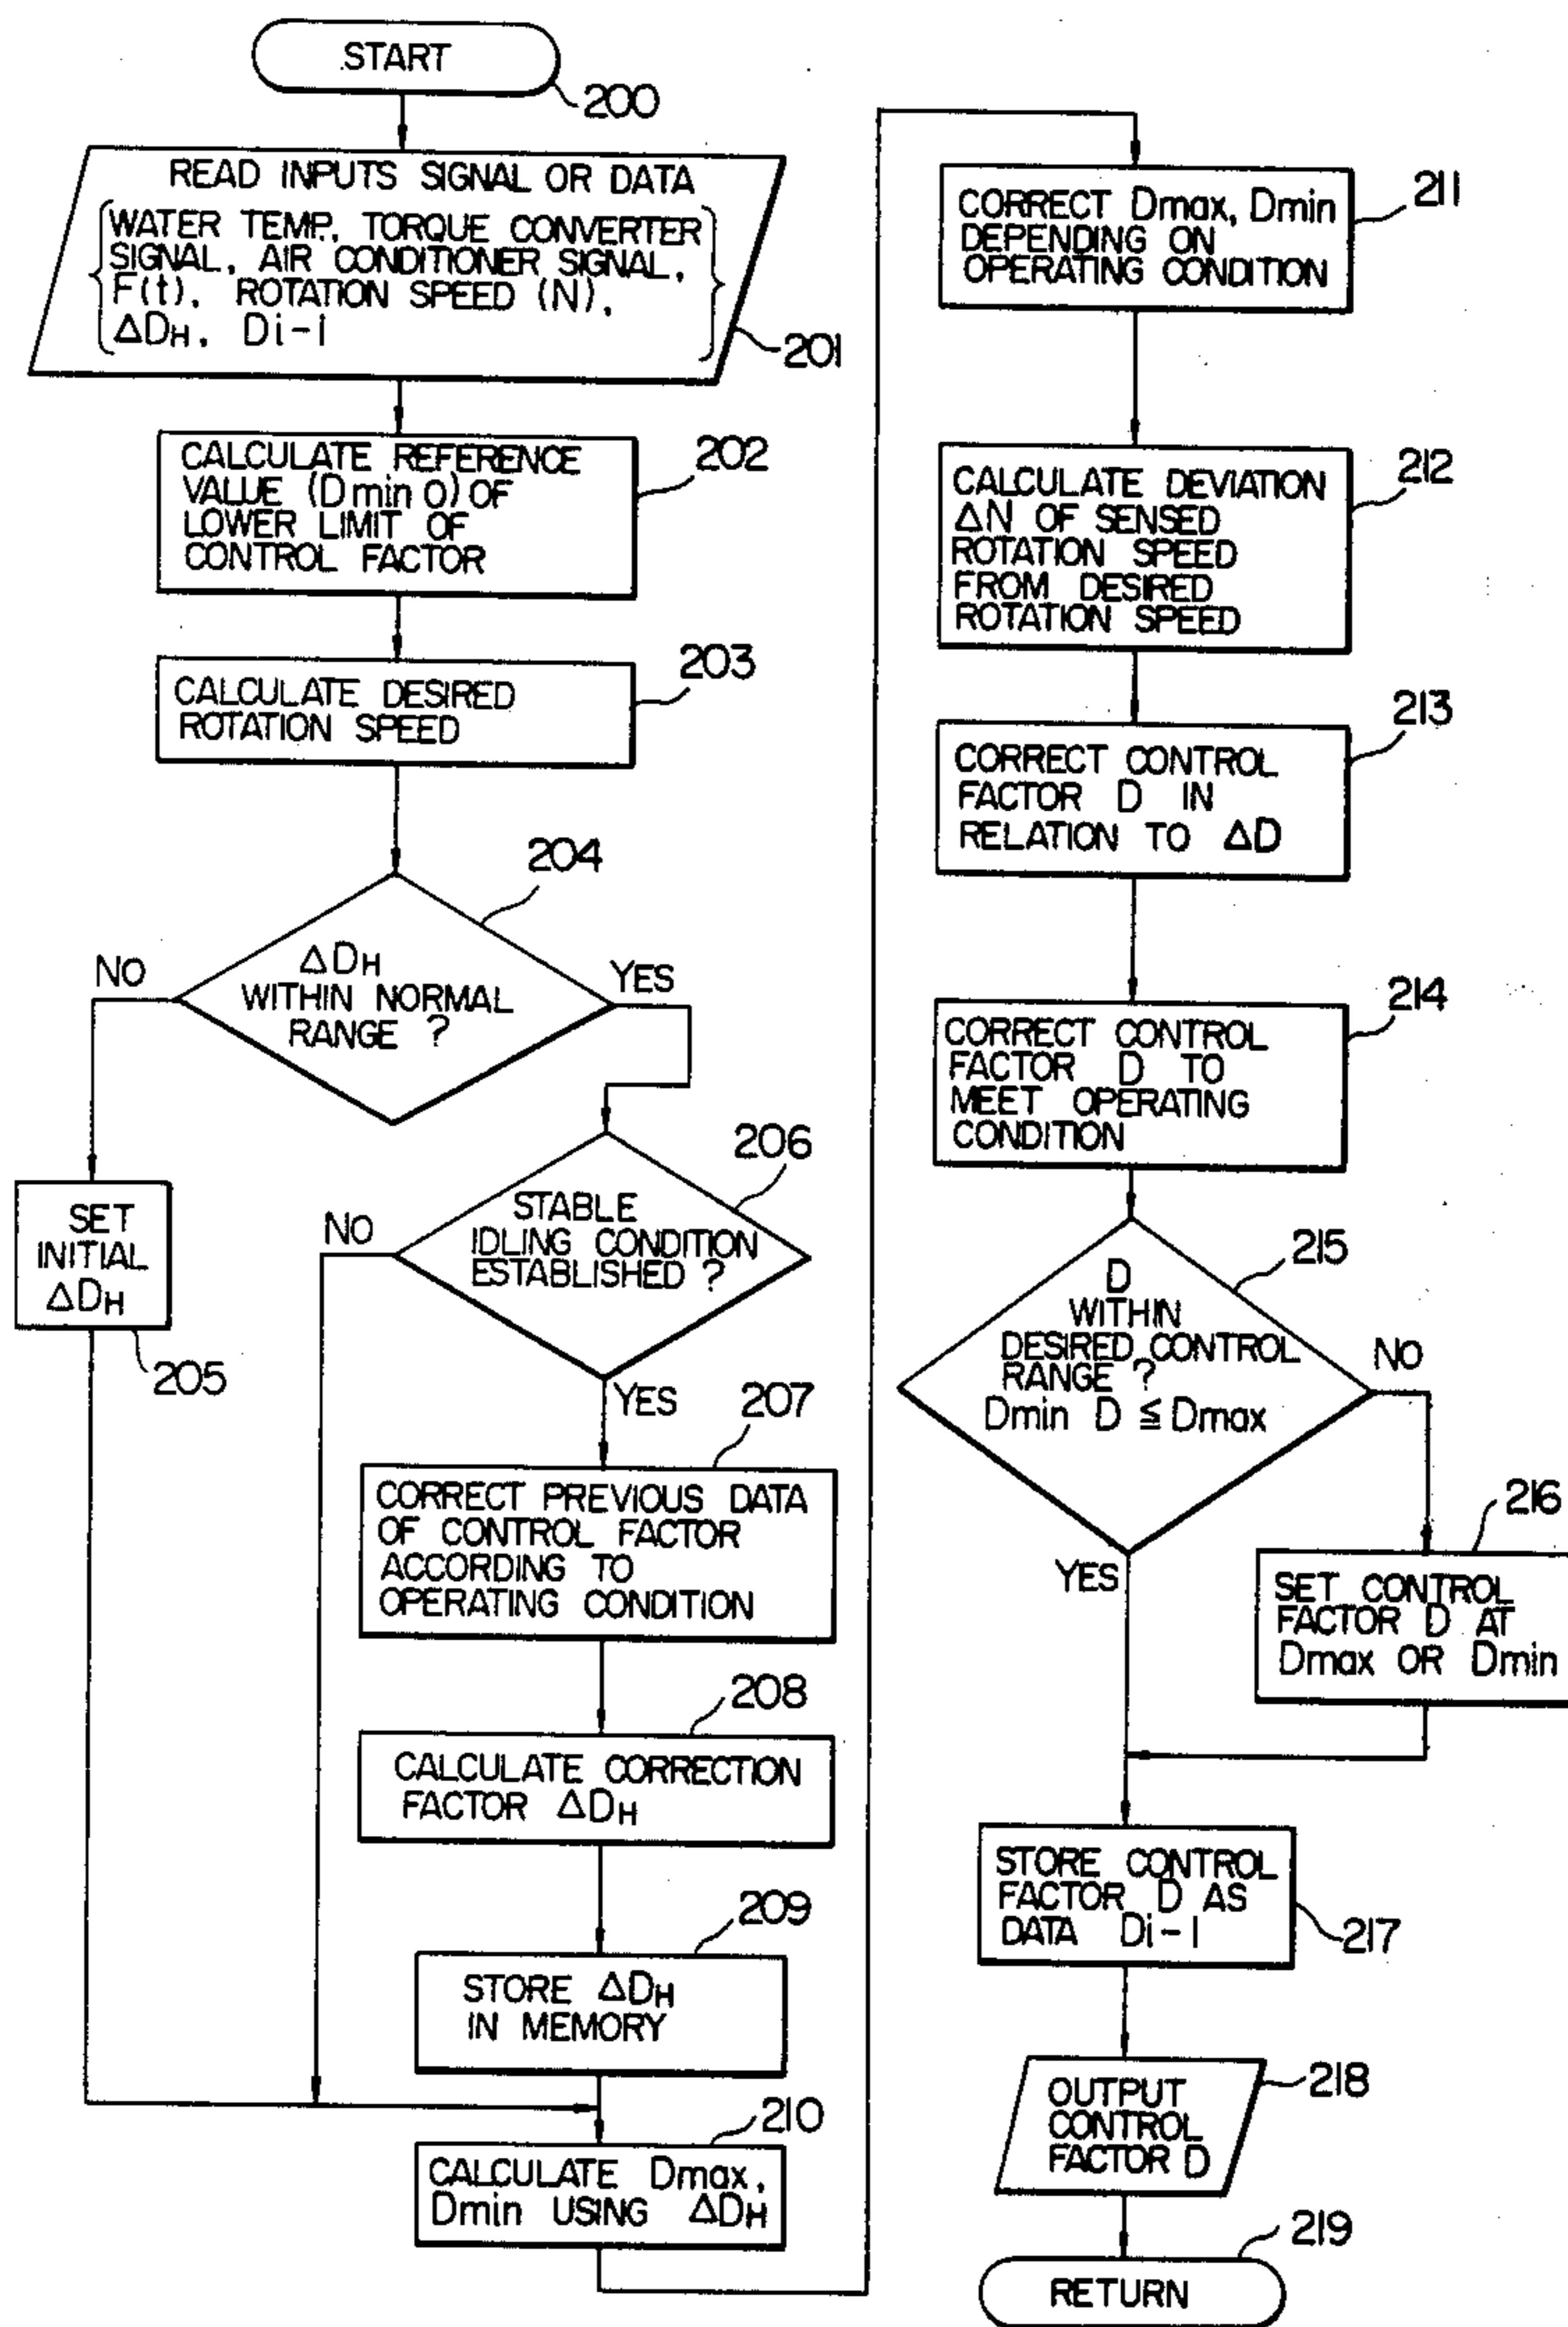 START
200
READ INPUTS SIGNAL OR DATA
WATER TEMP., TORQUE CONVERTER
SIGNAL, AIR CONDITIONER SIGNAL,
F(t), ROTATION SPEED (N),
ΔDH, Di-1
201
CALCULATE REFERENCE
VALUE (Dmin o) OF
LOWER LIMIT OF
CONTROL FACTOR
202
CALCULATE DESIRED
ROTATION SPEED
203
204
ΔDH
WITHIN NORMAL
RANGE ?
NO
YES
SET
INITIAL
ΔDH
205
206
STABLE
IDLING CONDITION
ESTABLISHED ?
NO
YES
207
CORRECT PREVIOUS DATA
OF CONTROL FACTOR
ACCORDING TO
OPERATING CONDITION
208
CALCULATE CORRECTION
FACTOR ΔDH
209
STORE ΔDH
IN MEMORY
210
CALCULATE Dmax,
Dmin USING ΔDH
211
CORRECT Dmax, Dmin
DEPENDING ON
OPERATING CONDITION
212
CALCULATE DEVIATION
ΔN OF SENSED
ROTATION SPEED
FROM DESIRED
ROTATION SPEED
213
CORRECT CONTROL
FACTOR D IN
RELATION TO ΔD
214
CORRECT CONTROL
FACTOR D TO
MEET OPERATING
CONDITION
215
D
WITHIN
DESIRED CONTROL
RANGE ?
Dmin D ≦ Dmax
NO
YES
216
SET CONTROL
FACTOR D AT
Dmax OR Dmin
STORE CONTROL
FACTOR D AS
DATA Di-1
217
OUTPUT
CONTROL
FACTOR D
218
219
RETURN